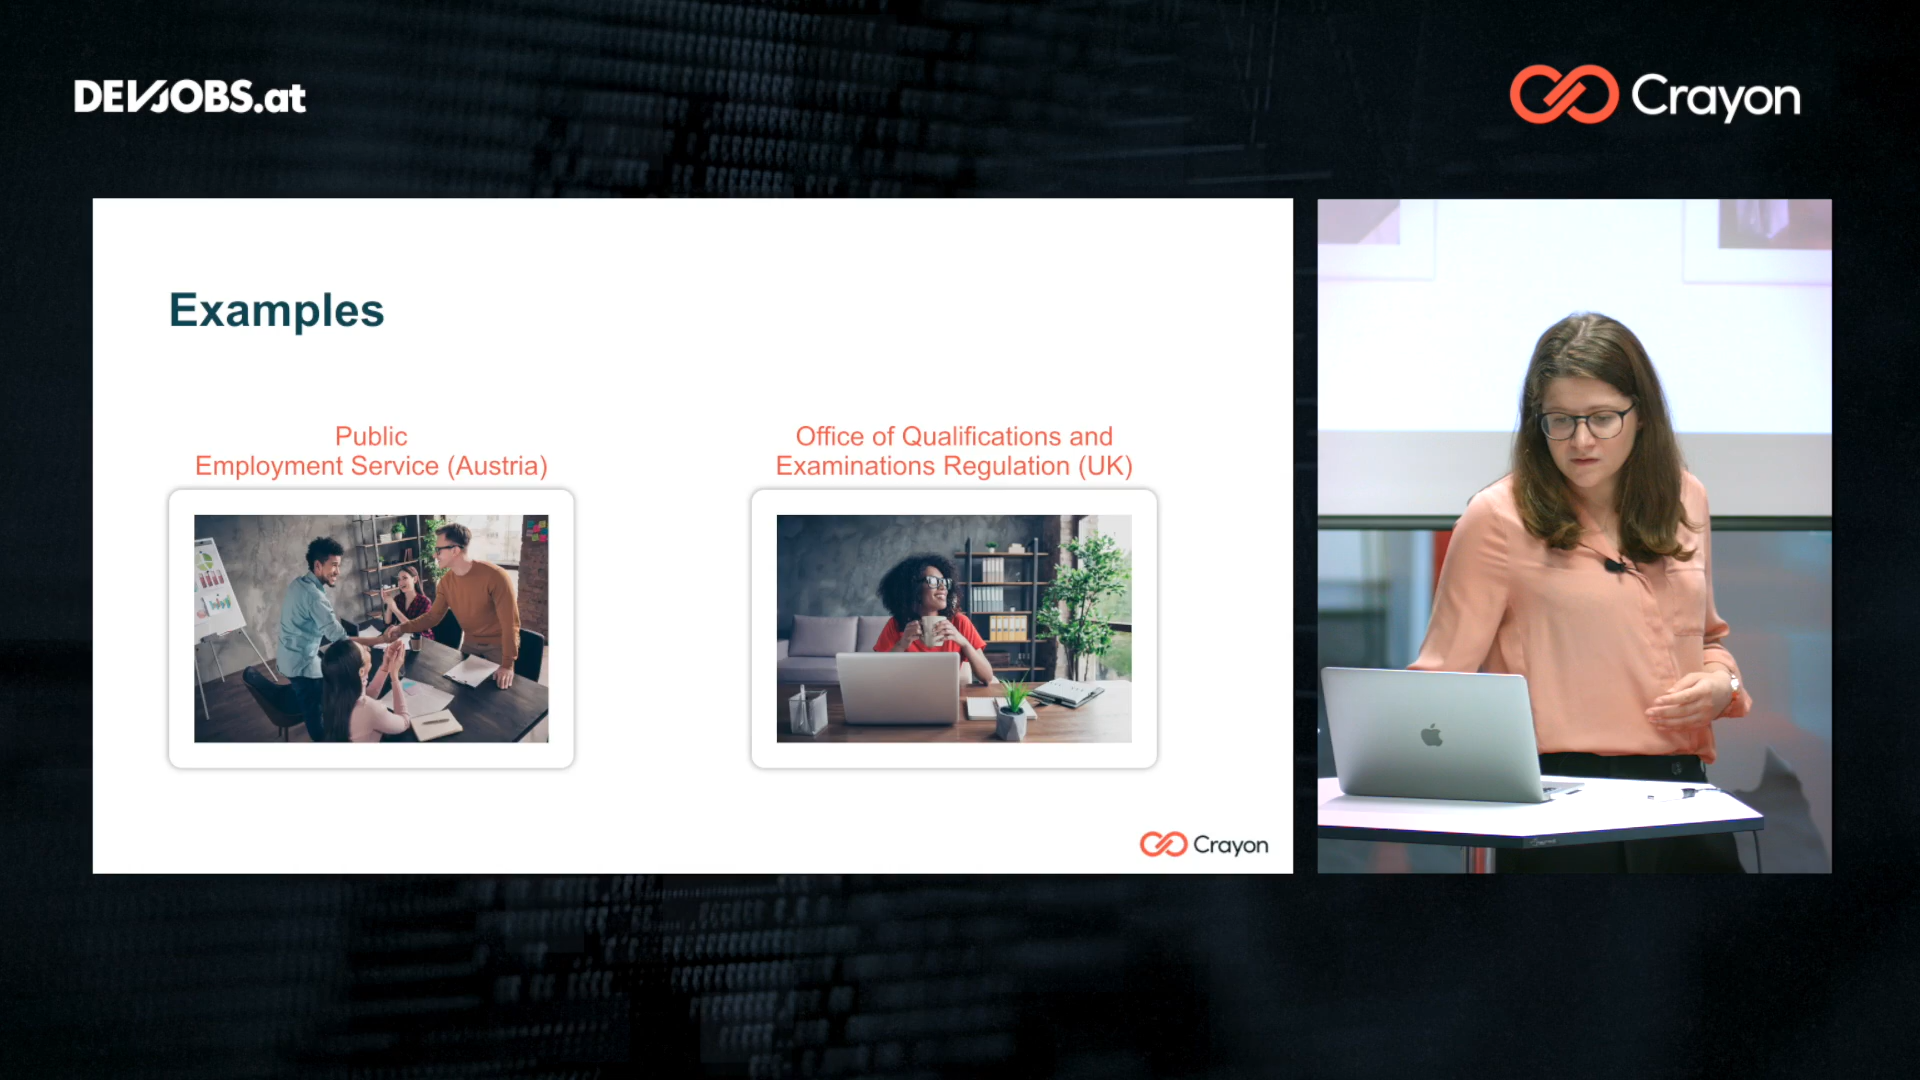 DEVJOBS.at
Crayon
Examples
Public
Employment Service (Austria)
Office of Qualifications and
Examinations Regulation (UK)
Crayon